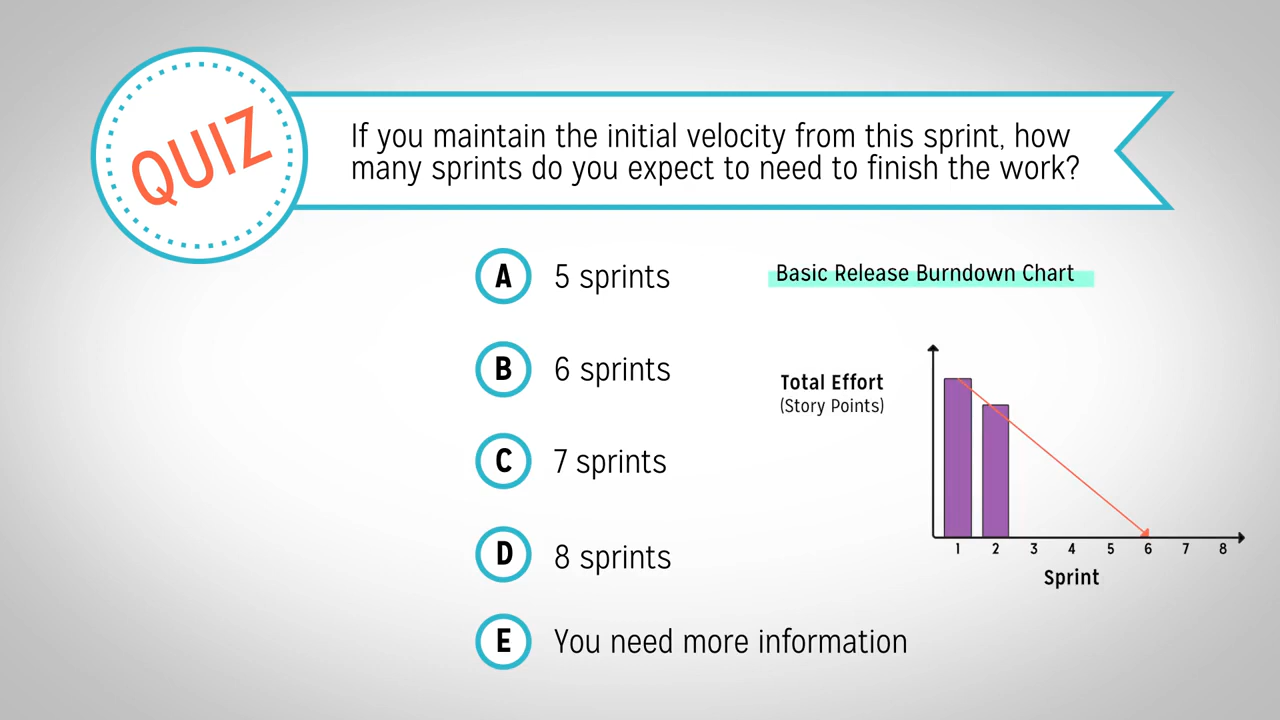 QUIZ
If you maintain the initial velocity from this sprint, how
many sprints do you expect to need to finish the work?
A 5 sprints
B 6 sprints
C 7 sprints
D 8 sprints
E You need more information
Basic Release Burndown Chart
Total Effort
(Story Points)
1 2 3 4 5 6 7 8
Sprint